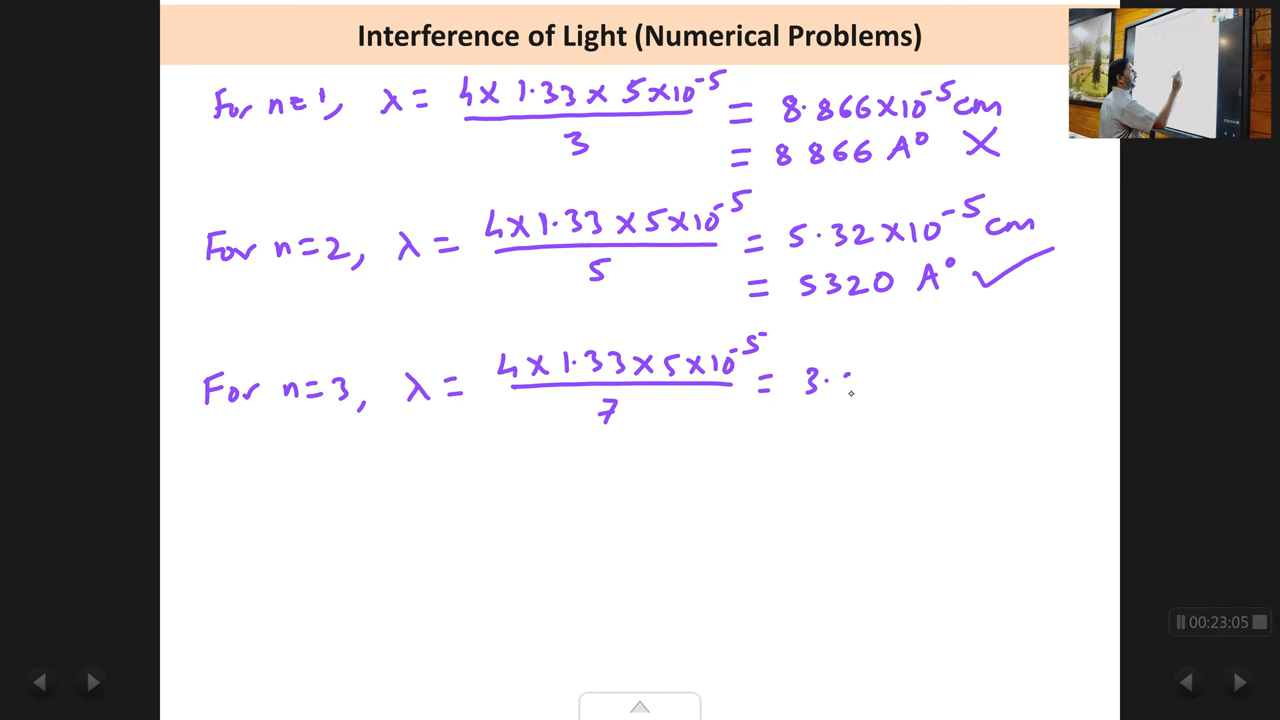 Interference of Light (Numerical Problems)
For n=1, λ = 4 × 1.33 × 5×10⁻⁵ / 3 = 8.866×10⁻⁵ cm
= 8866 A° ✗
For n=2, λ = 4×1.33 × 5×10⁻⁵ / 5 = 5.32×10⁻⁵ cm
= 5320 A° ✓
For n=3, λ = 4 × 1.33 × 5 × 10⁻⁵ / 7 = 3.
00:23:05